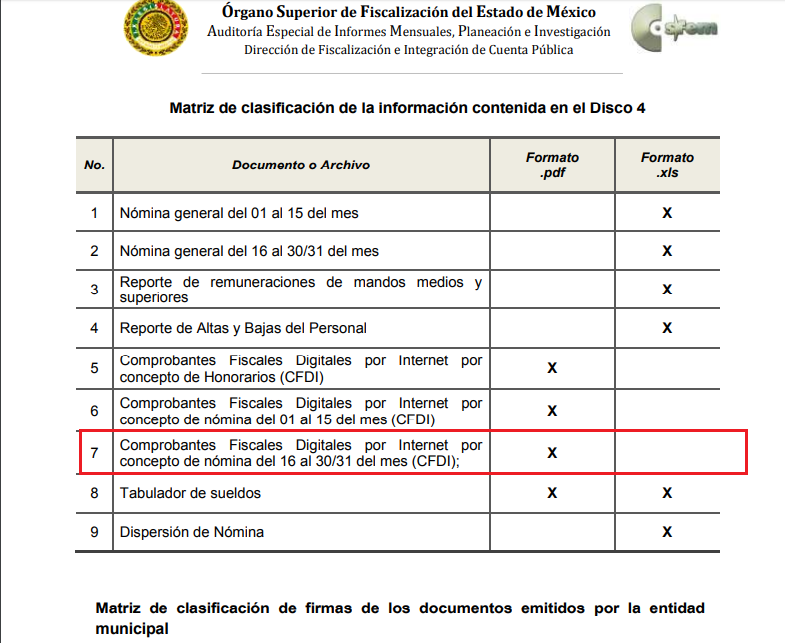 Órgano Superior de Fiscalización del Estado de México
Auditoría Especial de Informes Mensuales, Planeación e Investigación
Dirección de Fiscalización e Integración de Cuenta Pública
osfem
Matriz de clasificación de la información contenida en el Disco 4
No. Documento o Archivo Formato .pdf Formato .xls
1 Nómina general del 01 al 15 del mes X
2 Nómina general del 16 al 30/31 del mes X
3 Reporte de remuneraciones de mandos medios y
superiores X
4 Reporte de Altas y Bajas del Personal X
5 Comprobantes Fiscales Digitales por Internet por
concepto de Honorarios (CFDI) X
6 Comprobantes Fiscales Digitales por Internet por
concepto de nómina del 01 al 15 del mes (CFDI) X
7 Comprobantes Fiscales Digitales por Internet por
concepto de nómina del 16 al 30/31 del mes (CFDI); X
8 Tabulador de sueldos X X
9 Dispersión de Nómina X
Matriz de clasificación de firmas de los documentos emitidos por la entidad
municipal